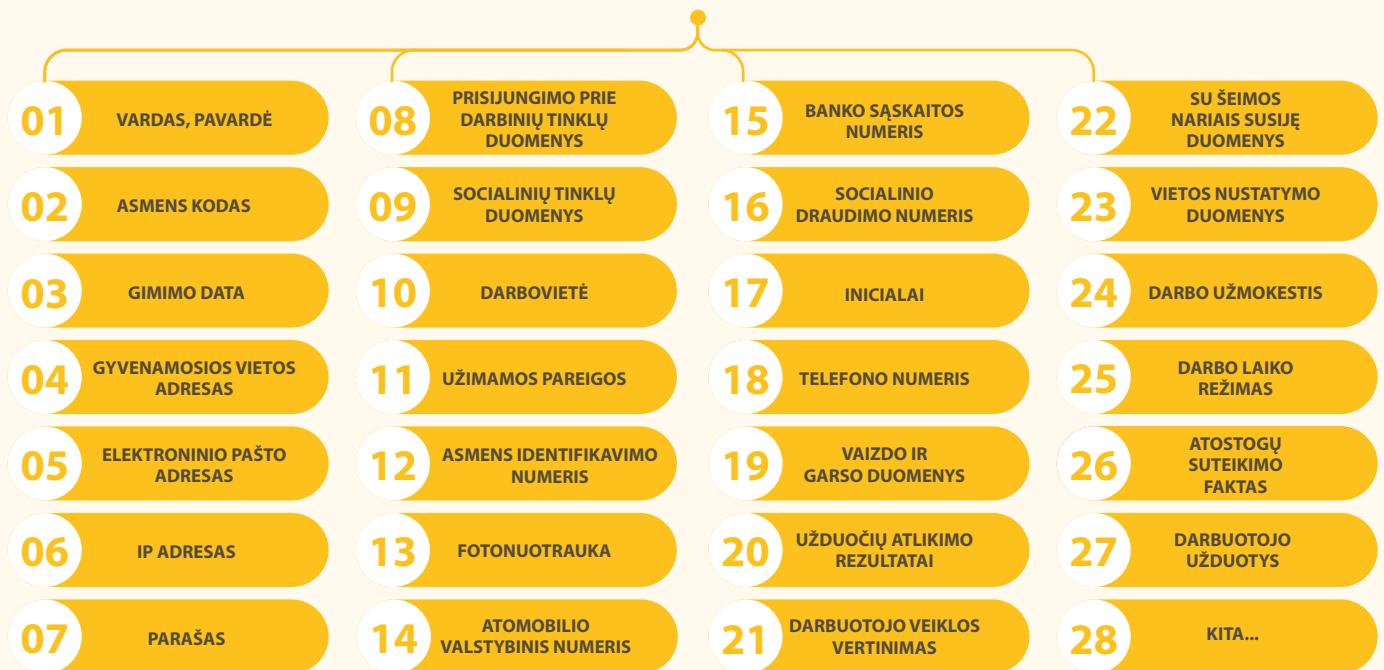 01
VARDAS, PAVARDĖ
02
ASMENS KODAS
03
GIMIMO DATA
04
GYVENAMOSIOS VIETOS
ADRESAS
05
ELEKTRONINIO PAŠTO
ADRESAS
06
IP ADRESAS
07
PARAŠAS
08
PRISIJUNGIMO PRIE
DARBINIŲ TINKLŲ
DUOMENYS
09
SOCIALINIŲ TINKLŲ
DUOMENYS
10
DARBOVIETĖ
11
UŽIMAMOS PAREIGOS
12
ASMENS IDENTIFIKAVIMO
NUMERIS
13
FOTONUOTRAUKA
14
ATOMOBILIO
VALSTYBINIS NUMERIS
15
BANKO SĄSKAITOS
NUMERIS
16
SOCIALINIO
DRAUDIMO NUMERIS
17
INICIALAI
18
TELEFONO NUMERIS
19
VAIZDO IR
GARSO DUOMENYS
20
UŽDUOČIŲ ATLIKIMO
REZULTATAI
21
DARBUOTOJO VEIKLOS
VERTINIMAS
22
SU ŠEIMOS
NARIAIS SUSIJĘ
DUOMENYS
23
VIETOS NUSTATYMO
DUOMENYS
24
DARBO UŽMOKESTIS
25
DARBO LAIKO
REŽIMAS
26
ATOSTOGŲ
SUTEIKIMO
FAKTAS
27
DARBUOTOJO
UŽDUOTYS
28
KITA...